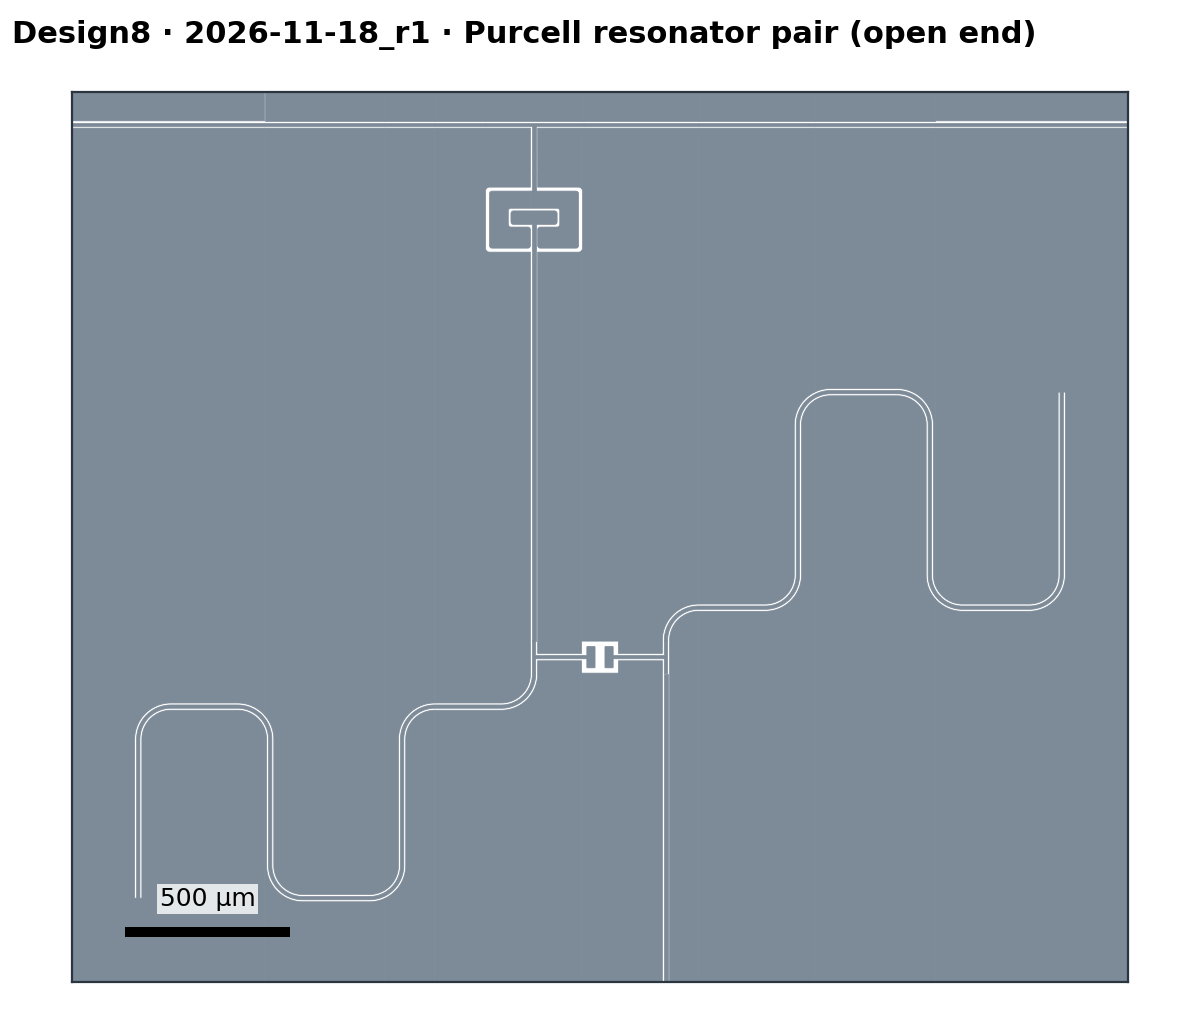 Design8 · 2026-11-18_r1 · Purcell resonator pair (open end)
500 µm